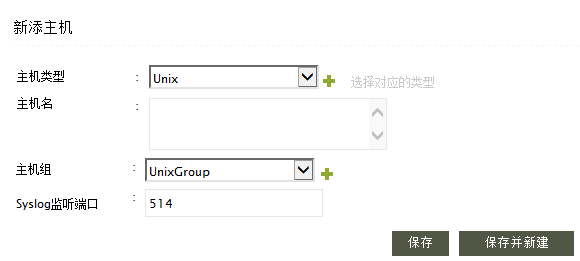 新添主机
主机类型 : Unix 选择对应的类型
主机名 :
主机组 : UnixGroup
Syslog监听端口 : 514
保存 保存并新建